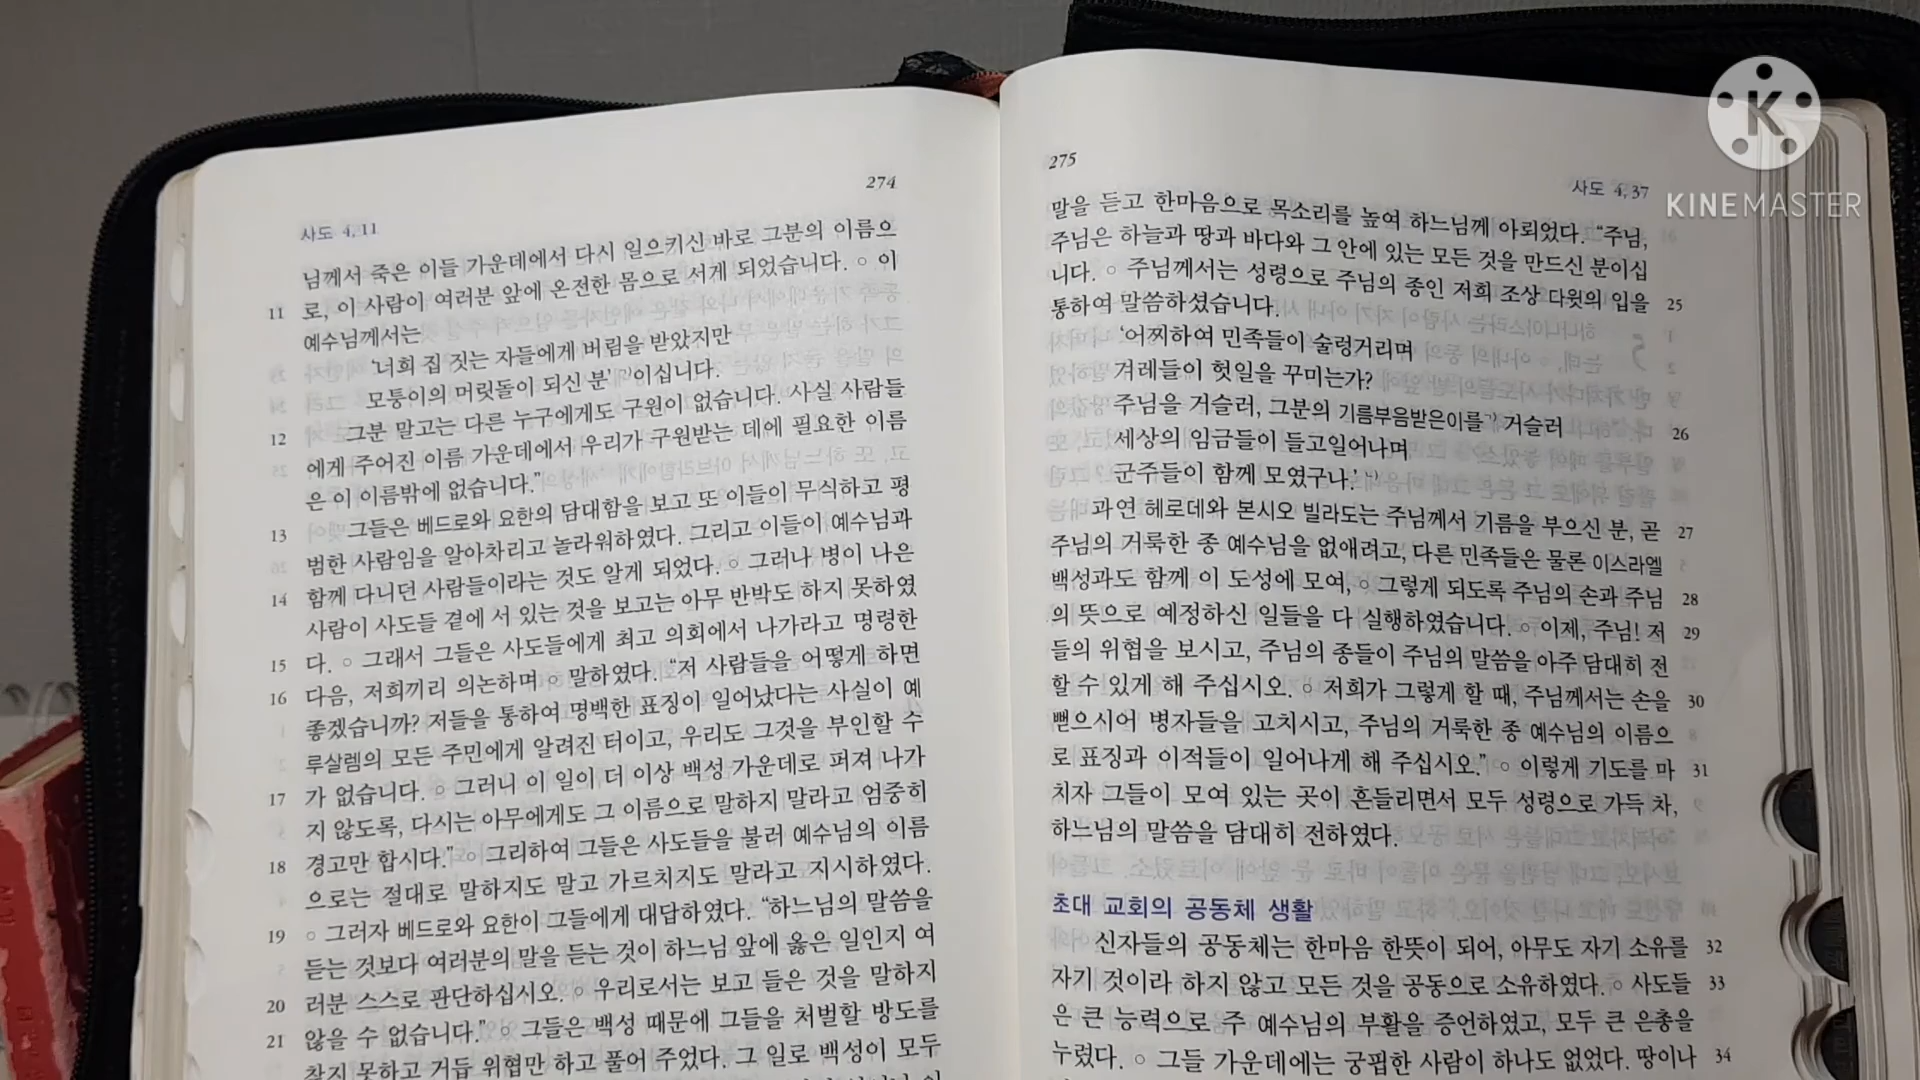 274
사도 4, 11
님께서 죽은 이들 가운데에서 다시 일으키신 바로 그분의 이름으
11 로, 이 사람이 여러분 앞에 온전한 몸으로 서게 되었습니다. ○ 이
예수님께서는
‘너희 집 짓는 자들에게 버림을 받았지만
모퉁이의 머릿돌이 되신 분’이십니다.
12 그분 말고는 다른 누구에게도 구원이 없습니다. 사실 사람들
에게 주어진 이름 가운데에서 우리가 구원받는 데에 필요한 이름
은 이 이름밖에 없습니다.”
13 그들은 베드로와 요한의 담대함을 보고 또 이들이 무식하고 평
범한 사람임을 알아차리고 놀라워하였다. 그리고 이들이 예수님과
14 함께 다니던 사람들이라는 것도 알게 되었다. ○ 그러나 병이 나은
사람이 사도들 곁에 서 있는 것을 보고는 아무 반박도 하지 못하였
15 다. ○ 그래서 그들은 사도들에게 최고 의회에서 나가라고 명령한
16 다음, 저희끼리 의논하며 ○ 말하였다. “저 사람들을 어떻게 하면
좋겠습니까? 저들을 통하여 명백한 표징이 일어났다는 사실이 예
루살렘의 모든 주민에게 알려진 터이고, 우리도 그것을 부인할 수
17 가 없습니다. ○ 그러니 이 일이 더 이상 백성 가운데로 퍼져 나가
지 않도록, 다시는 아무에게도 그 이름으로 말하지 말라고 엄중히
18 경고만 합시다.” ○ 그리하여 그들은 사도들을 불러 예수님의 이름
으로는 절대로 말하지도 말고 가르치지도 말라고 지시하였다.
19 ○ 그러자 베드로와 요한이 그들에게 대답하였다. “하느님의 말씀을
듣는 것보다 여러분의 말을 듣는 것이 하느님 앞에 옳은 일인지 여
20 러분 스스로 판단하십시오. ○ 우리로서는 보고 들은 것을 말하지
21 않을 수 없습니다.” ○ 그들은 백성 때문에 그들을 처벌할 방도를
찾지 못하고 거듭 위협만 하고 풀어 주었다. 그 일로 백성이 모두
275
사도 4, 37
말을 듣고 한마음으로 목소리를 높여 하느님께 아뢰었다. “주님,
주님은 하늘과 땅과 바다와 그 안에 있는 모든 것을 만드신 분이십
니다. ○ 주님께서는 성령으로 주님의 종인 저희 조상 다윗의 입을 25
통하여 말씀하셨습니다.
‘어찌하여 민족들이 술렁거리며
겨레들이 헛일을 꾸미는가?
주님을 거슬러, 그분의 기름부음받은이를 거슬러 26
세상의 임금들이 들고일어나며
군주들이 함께 모였구나.’
과연 헤로데와 본시오 빌라도는 주님께서 기름을 부으신 분, 곧 27
주님의 거룩한 종 예수님을 없애려고, 다른 민족들은 물론 이스라엘
백성과도 함께 이 도성에 모여, ○ 그렇게 되도록 주님의 손과 주님 28
의 뜻으로 예정하신 일들을 다 실행하였습니다. ○ 이제, 주님! 저 29
들의 위협을 보시고, 주님의 종들이 주님의 말씀을 아주 담대히 전
할 수 있게 해 주십시오. ○ 저희가 그렇게 할 때, 주님께서는 손을 30
뻗으시어 병자들을 고치시고, 주님의 거룩한 종 예수님의 이름으
로 표징과 이적들이 일어나게 해 주십시오.” ○ 이렇게 기도를 마 31
치자 그들이 모여 있는 곳이 흔들리면서 모두 성령으로 가득 차,
하느님의 말씀을 담대히 전하였다.
초대 교회의 공동체 생활
신자들의 공동체는 한마음 한뜻이 되어, 아무도 자기 소유를 32
자기 것이라 하지 않고 모든 것을 공동으로 소유하였다. ○ 사도들 33
은 큰 능력으로 주 예수님의 부활을 증언하였고, 모두 큰 은총을
누렸다. ○ 그들 가운데에는 궁핍한 사람이 하나도 없었다. 땅이나 34
K
KINEMASTER